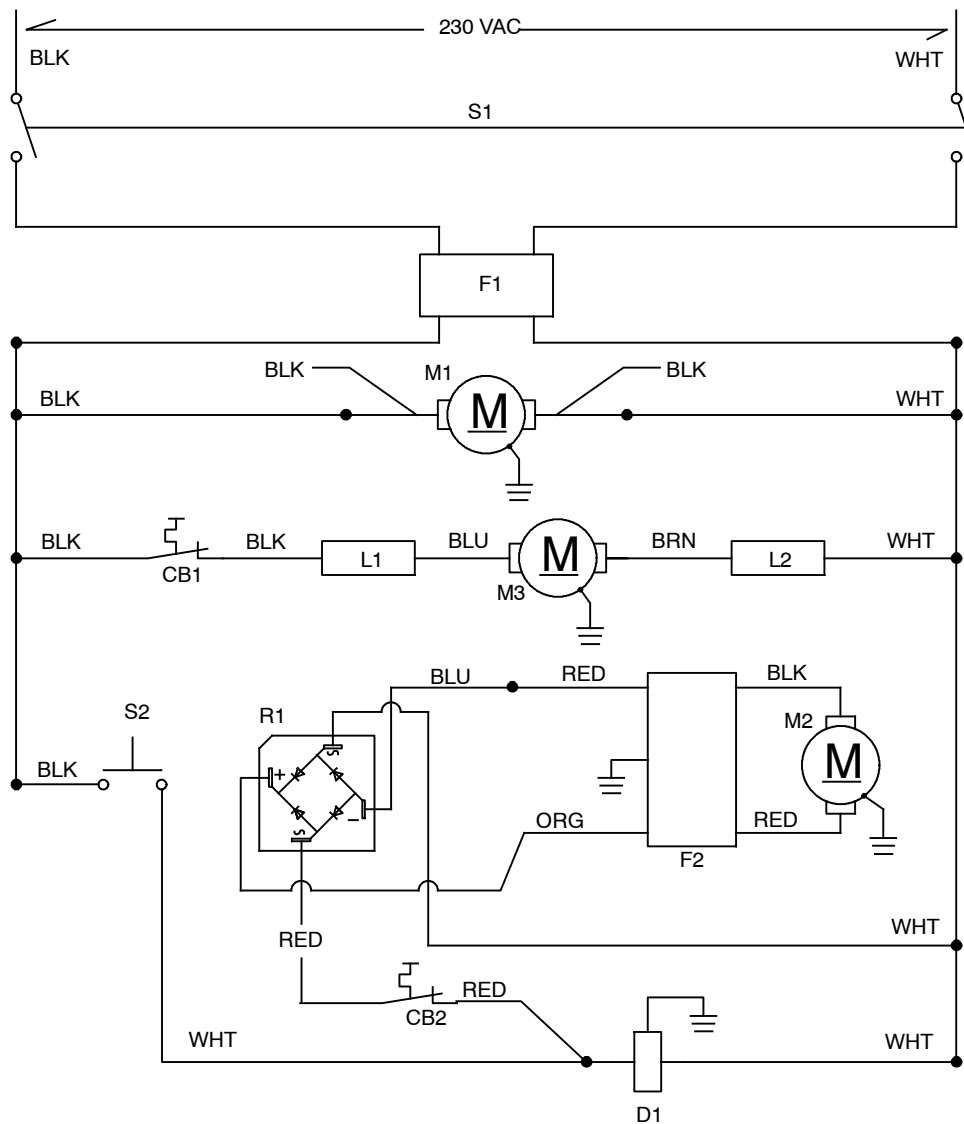 230 VAC
BLK
WHT
S1
F1
BLK
M1
BLK
BLK
M
WHT
BLK
CB1
BLK
L1
BLU
M3
M
BRN
L2
WHT
S2
BLK
R1
S
+
−
S
BLU
RED
BLK
M2
M
ORG
RED
F2
RED
WHT
CB2
RED
WHT
WHT
D1